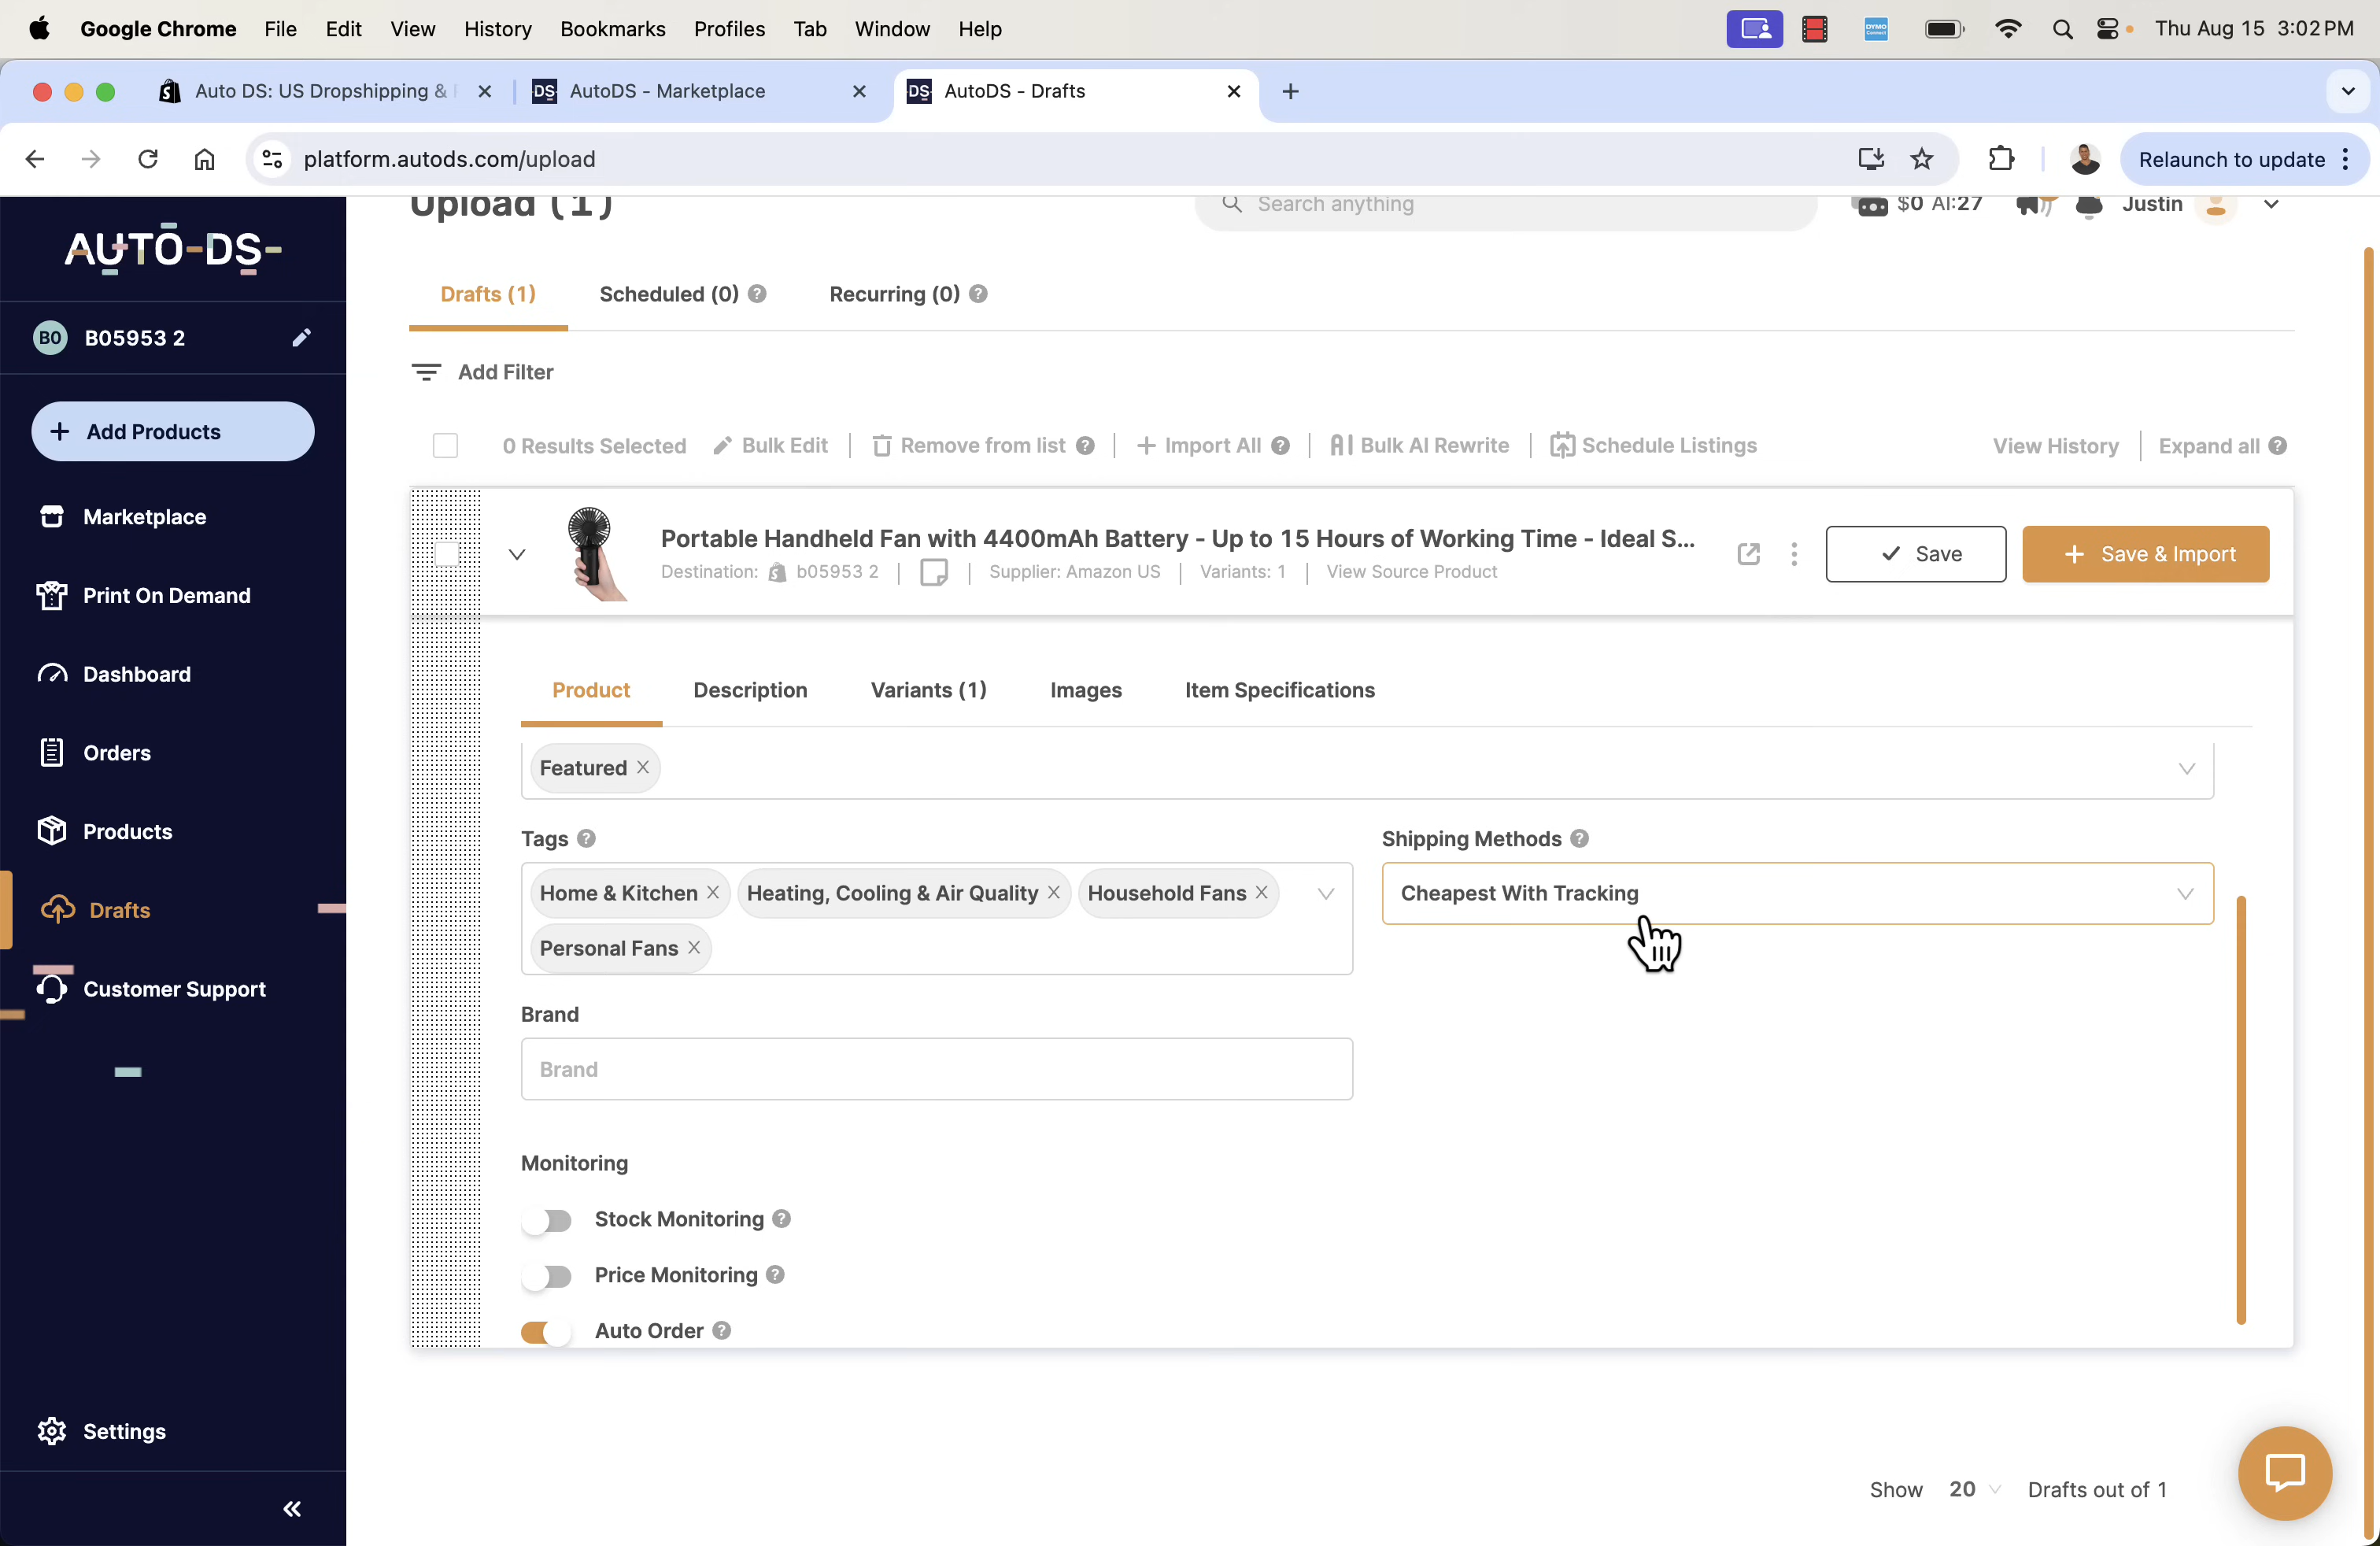 Google Chrome File Edit View History Bookmarks Profiles Tab Window Help
DYMO Connect
Thu Aug 15 3:02 PM
Auto DS: US Dropshipping &
DS AutoDS - Marketplace
DS AutoDS - Drafts
platform.autods.com/upload
Relaunch to update
AUTO-DS-
BO B05953 2
Add Products
Marketplace
Print On Demand
Dashboard
Orders
Products
Drafts
Customer Support
Settings
Upload (1)
Search anything
$0 AI:27
Justin
Drafts (1) Scheduled (0) ? Recurring (0) ?
Add Filter
0 Results Selected Bulk Edit Remove from list ? + Import All ? AI Bulk AI Rewrite Schedule Listings View History Expand all ?
Portable Handheld Fan with 4400mAh Battery - Up to 15 Hours of Working Time - Ideal S...
Destination: b05953 2 Supplier: Amazon US Variants: 1 View Source Product
Save
+ Save & Import
Product Description Variants (1) Images Item Specifications
Featured
Tags ?
Home & Kitchen Heating, Cooling & Air Quality Household Fans
Personal Fans
Shipping Methods ?
Cheapest With Tracking
Brand
Brand
Monitoring
Stock Monitoring ?
Price Monitoring ?
Auto Order ?
Show 20 Drafts out of 1